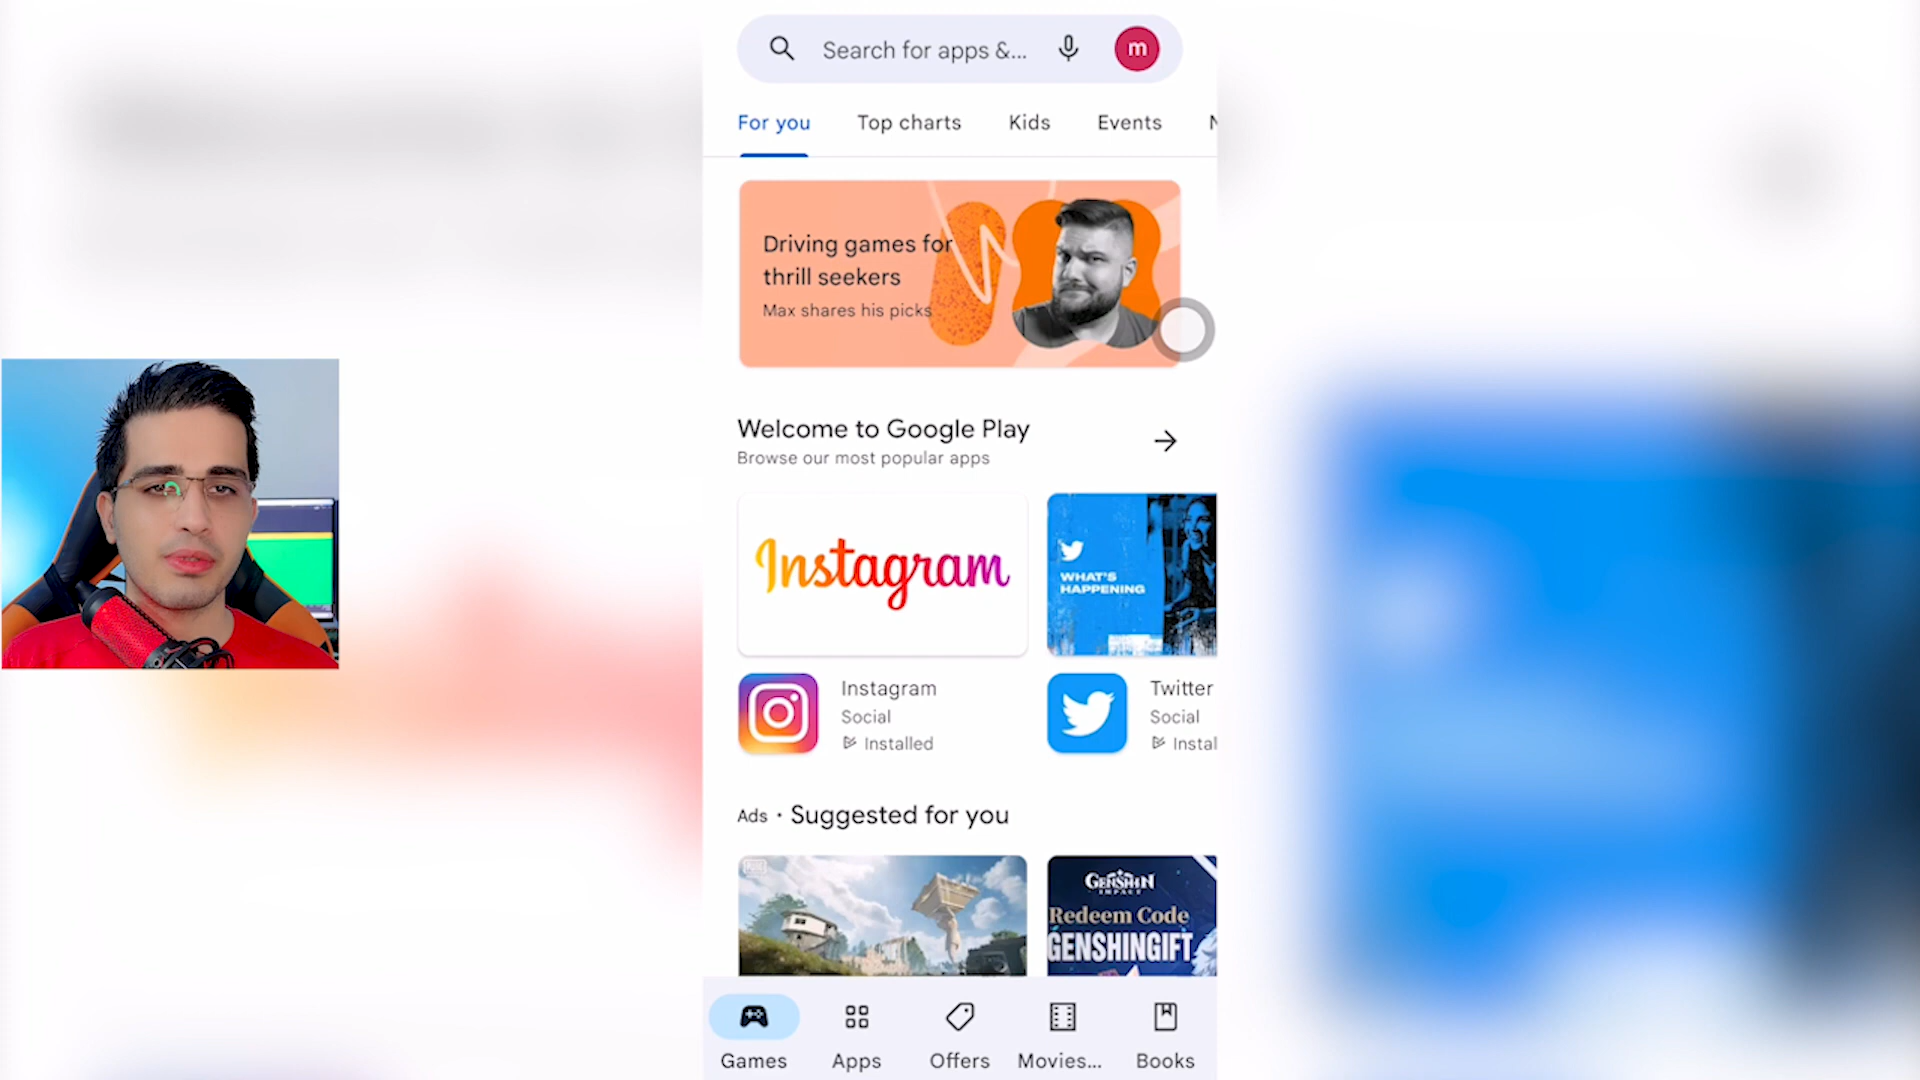 Search for apps &...
m
For you
Top charts
Kids
Events
Driving games for
thrill seekers
Max shares his picks
Welcome to Google Play
Browse our most popular apps
Instagram
WHAT'S
HAPPENING
Instagram
Social
Installed
Twitter
Social
Instal
Ads • Suggested for you
GENSHIN
IMPACT
Redeem Code
GENSHINGIFT
Games
Apps
Offers
Movies...
Books